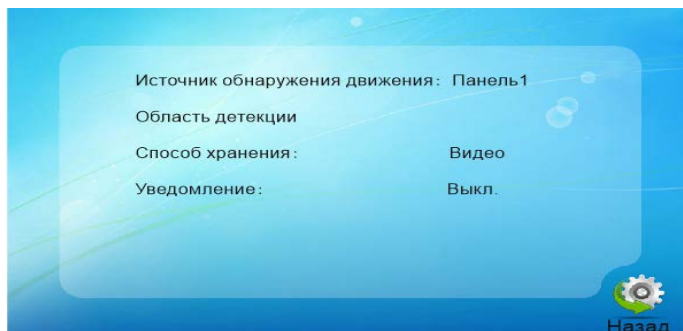 Источник обнаружения движения: Панель1
Область детекции
Способ хранения: Видео
Уведомление: Выкл.
Назад